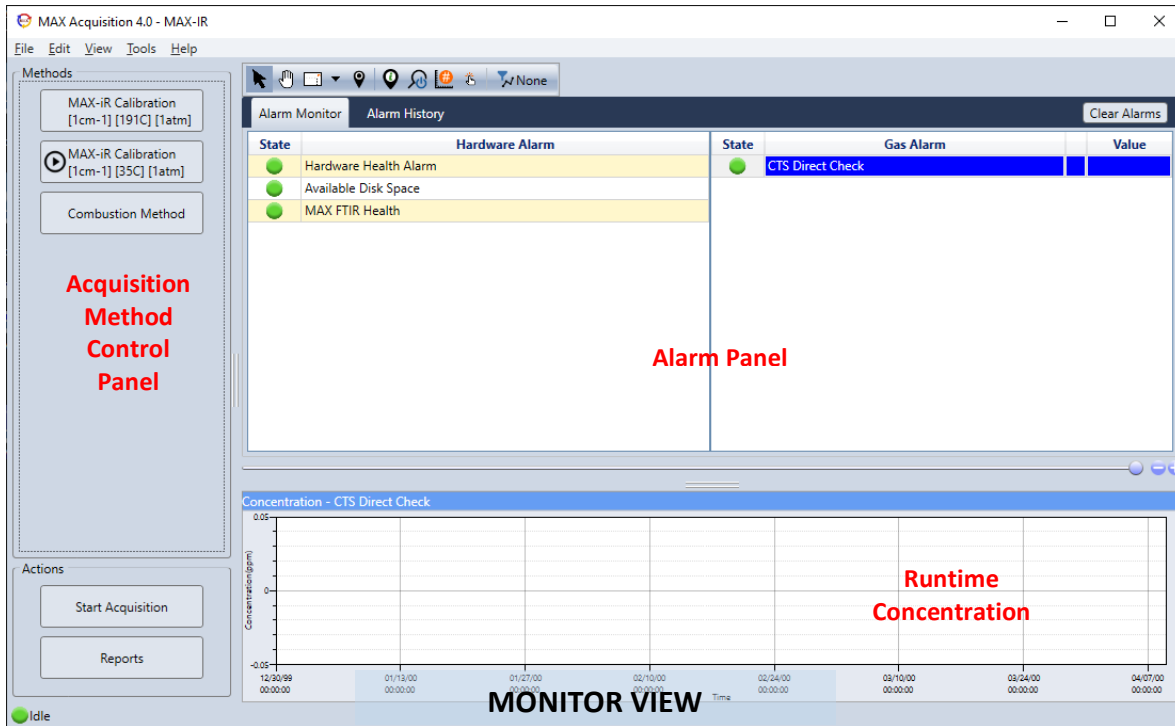 MAX Acquisition 4.0 - MAX-IR
File Edit View Tools Help
Methods
MAX-iR Calibration
[1cm-1] [191C] [1atm]
MAX-iR Calibration
[1cm-1] [35C] [1atm]
Combustion Method
Acquisition
Method
Control
Panel
Actions
Start Acquisition
Reports
Idle
None
Alarm Monitor Alarm History Clear Alarms
State Hardware Alarm State Gas Alarm Value
Hardware Health Alarm CTS Direct Check
Available Disk Space
MAX FTIR Health
Alarm Panel
Concentration - CTS Direct Check
Concentration(ppm)
0.05
0
-0.05
Runtime
Concentration
12/30/99 01/13/00 01/27/00 02/10/00 02/24/00 03/10/00 03/24/00 04/07/00
00:00:00 00:00:00 00:00:00 00:00:00 00:00:00 00:00:00 00:00:00 00:00:00
Time
MONITOR VIEW